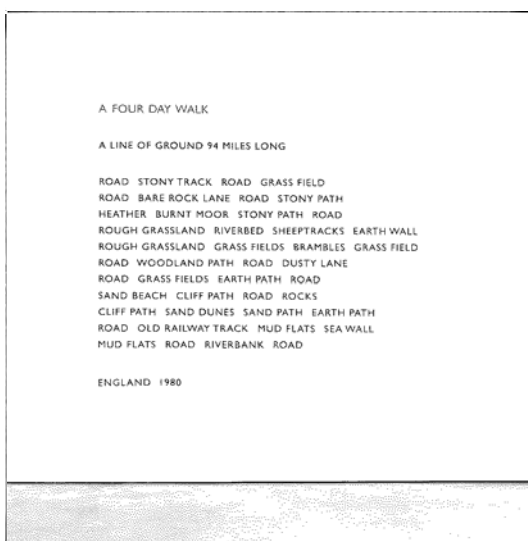 A FOUR DAY WALK
A LINE OF GROUND 94 MILES LONG
ROAD STONY TRACK ROAD GRASS FIELD
ROAD BARE ROCK LANE ROAD STONY PATH
HEATHER BURNT MOOR STONY PATH ROAD
ROUGH GRASSLAND RIVERBED SHEEPTRACKS EARTH WALL
ROUGH GRASSLAND GRASS FIELDS BRAMBLES GRASS FIELD
ROAD WOODLAND PATH ROAD DUSTY LANE
ROAD GRASS FIELDS EARTH PATH ROAD
SAND BEACH CLIFF PATH ROAD ROCKS
CLIFF PATH SAND DUNES SAND PATH EARTH PATH
ROAD OLD RAILWAY TRACK MUD FLATS SEA WALL
MUD FLATS ROAD RIVERBANK ROAD
ENGLAND 1980